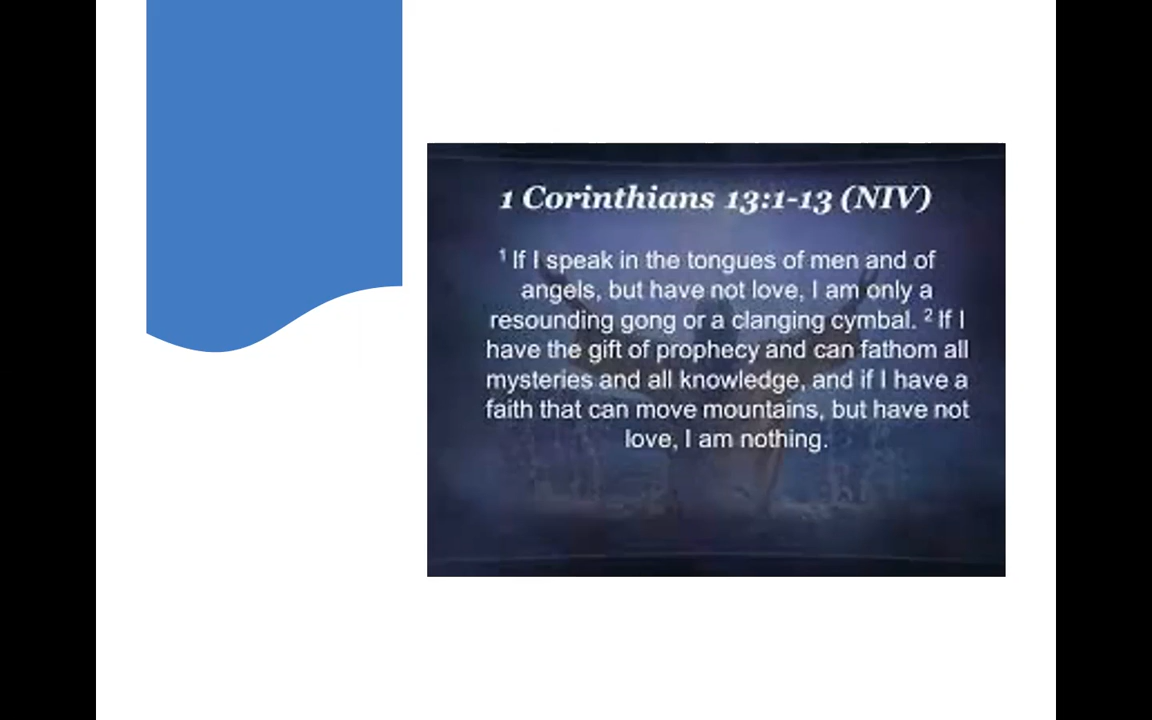 1 Corinthians 13:1-13 (NIV)
¹ If I speak in the tongues of men and of
angels, but have not love, I am only a
resounding gong or a clanging cymbal. ² If I
have the gift of prophecy and can fathom all
mysteries and all knowledge, and if I have a
faith that can move mountains, but have not
love, I am nothing.